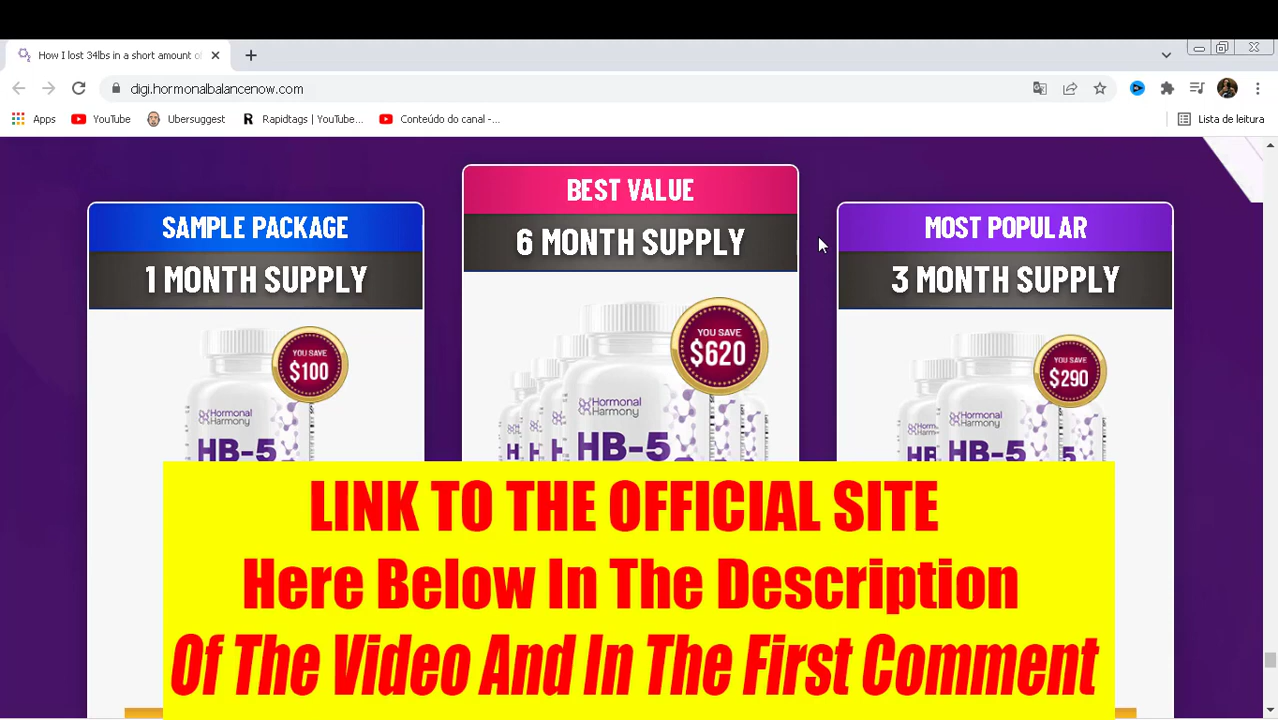 How I lost 34lbs in a short amount of
digi.hormonalbalancenow.com
Apps
YouTube
Ubersuggest
Rapidtags | YouTube...
Conteúdo do canal -...
Lista de leitura
SAMPLE PACKAGE
1 MONTH SUPPLY
YOU SAVE
$100
Hormonal
Harmony
HB-5
BEST VALUE
6 MONTH SUPPLY
YOU SAVE
$620
Hormonal
Harmony
HB-5
MOST POPULAR
3 MONTH SUPPLY
YOU SAVE
$290
Hormonal
Harmony
HB-5
LINK TO THE OFFICIAL SITE
Here Below In The Description
Of The Video And In The First Comment